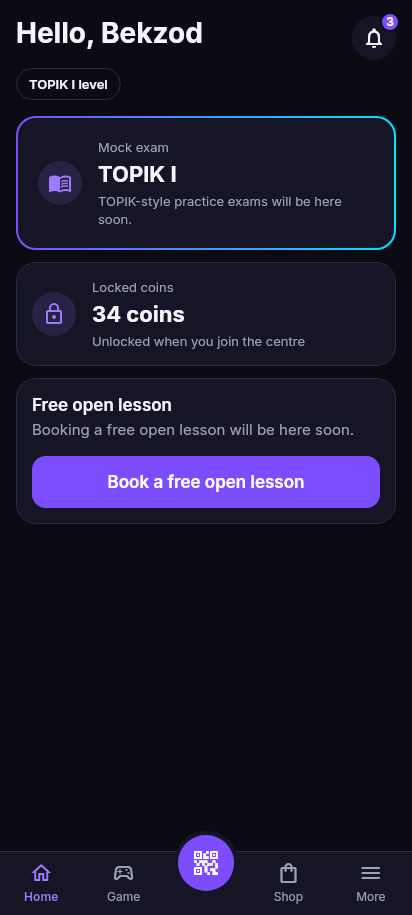 Hello, Bekzod
3
TOPIK I level
Mock exam
TOPIK I
TOPIK-style practice exams will be here
soon.
Locked coins
34 coins
Unlocked when you join the centre
Free open lesson
Booking a free open lesson will be here soon.
Book a free open lesson
Home
Game
Shop
More